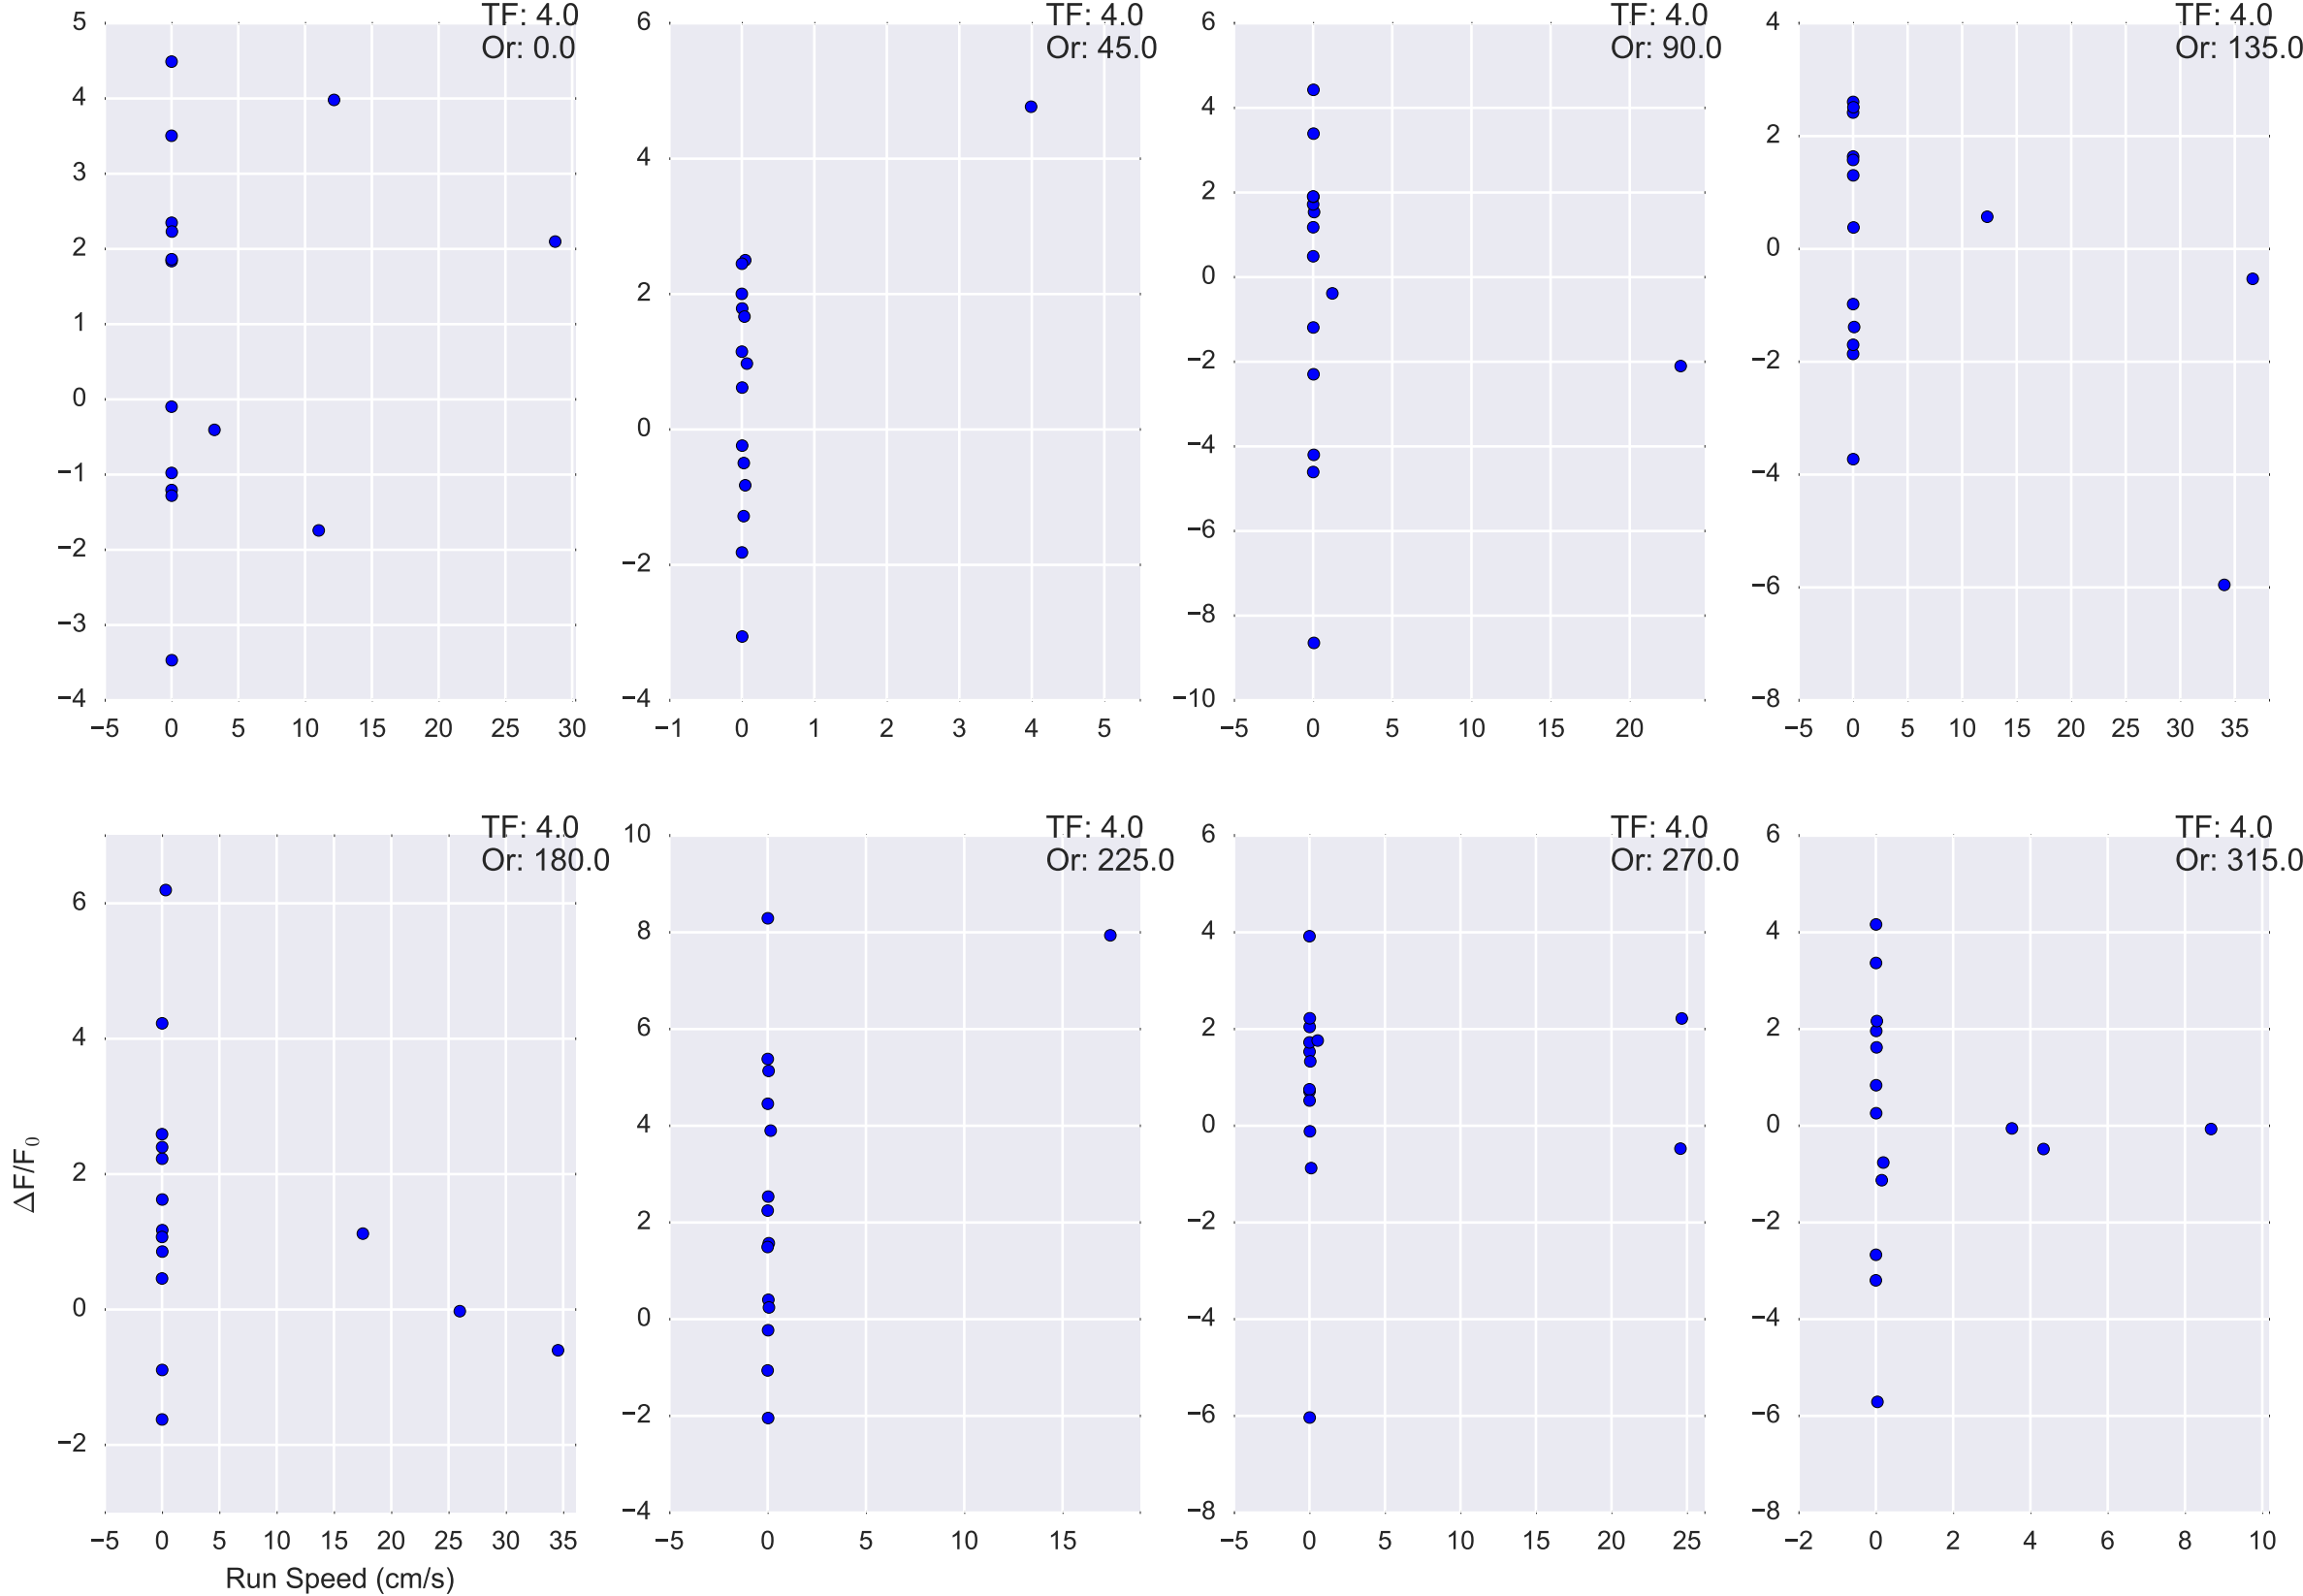 TF: 4.0
Or: 0.0
5
4
3
2
1
0
−1
−2
−3
−4
−5 0 5 10 15 20 25 30
TF: 4.0
Or: 45.0
6
4
2
0
−2
−4
−1 0 1 2 3 4 5
TF: 4.0
Or: 90.0
6
4
2
0
−2
−4
−6
−8
−10
−5 0 5 10 15 20
TF: 4.0
Or: 135.0
4
2
0
−2
−4
−6
−8
−5 0 5 10 15 20 25 30 35
TF: 4.0
Or: 180.0
6
4
2
0
−2
−5 0 5 10 15 20 25 30 35
ΔF/F₀
Run Speed (cm/s)
TF: 4.0
Or: 225.0
10
8
6
4
2
0
−2
−4
−5 0 5 10 15
TF: 4.0
Or: 270.0
6
4
2
0
−2
−4
−6
−8
−5 0 5 10 15 20 25
TF: 4.0
Or: 315.0
6
4
2
0
−2
−4
−6
−8
−2 0 2 4 6 8 10